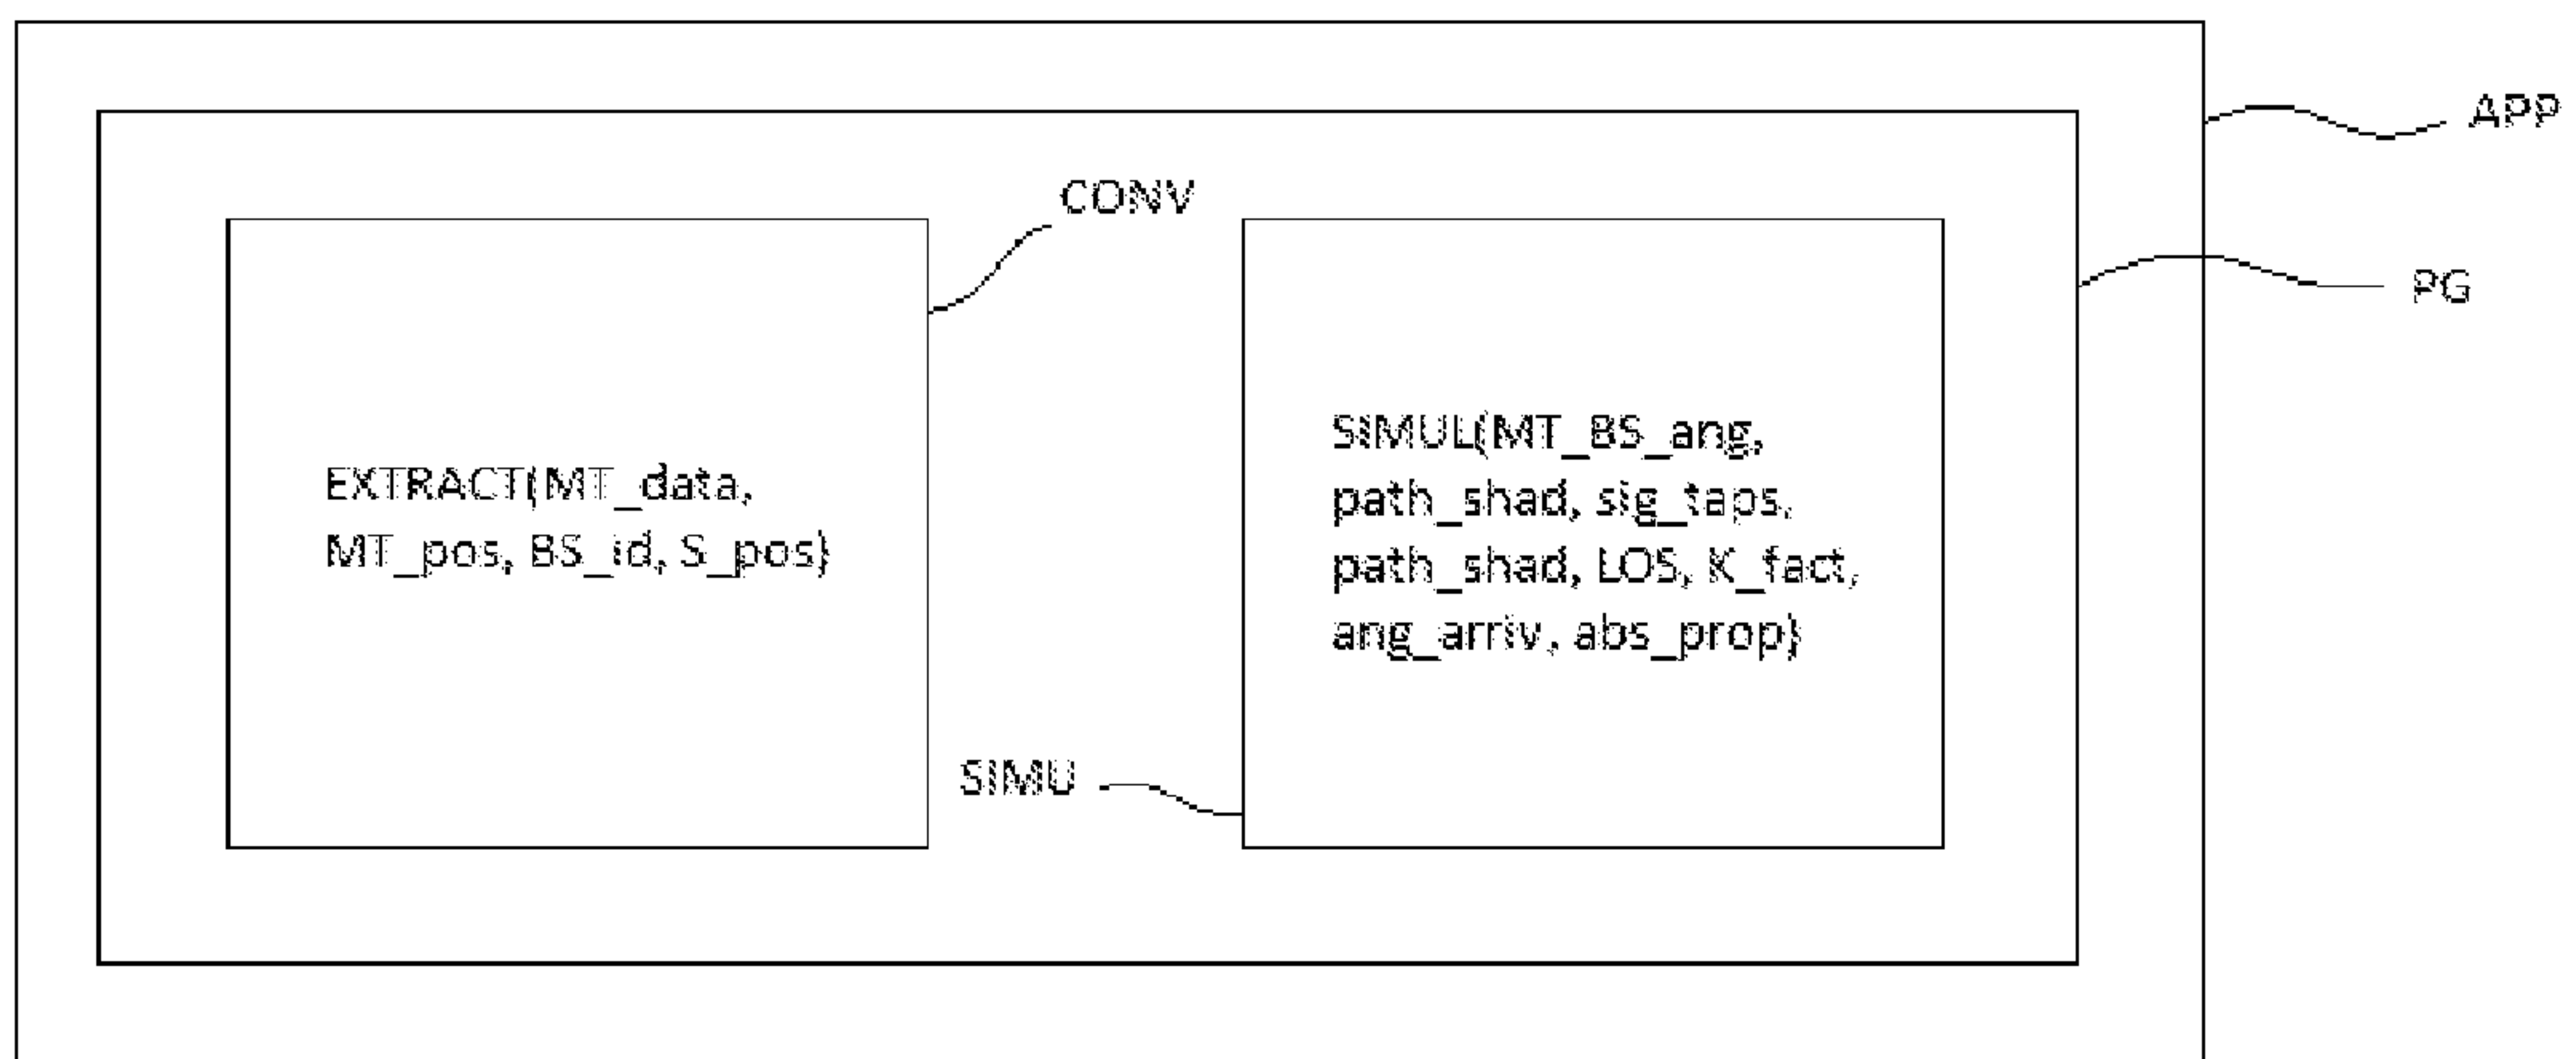 APP
CONV
PG
EXTRACT(MT_data,
MT_pos, BS_id, S_pos)
SIMUL(MT_BS_ang,
path_shad, sig_taps,
path_shad, LOS, K_fact,
ang_arriv, abs_prop)
SIMU